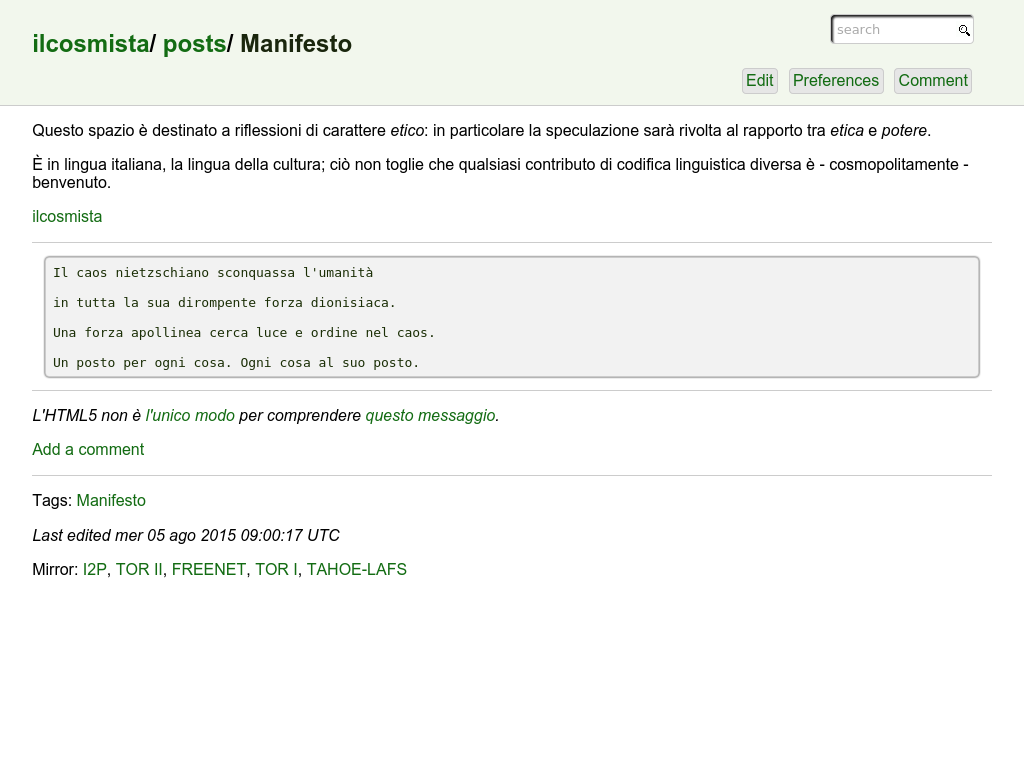 ilcosmista/ posts/ Manifesto
search
Edit Preferences Comment
Questo spazio è destinato a riflessioni di carattere etico: in particolare la speculazione sarà rivolta al rapporto tra etica e potere.
È in lingua italiana, la lingua della cultura; ciò non toglie che qualsiasi contributo di codifica linguistica diversa è - cosmopolitamente -
benvenuto.
ilcosmista
Il caos nietzschiano sconquassa l'umanità
in tutta la sua dirompente forza dionisiaca.
Una forza apollinea cerca luce e ordine nel caos.
Un posto per ogni cosa. Ogni cosa al suo posto.
L'HTML5 non è l'unico modo per comprendere questo messaggio.
Add a comment
Tags: Manifesto
Last edited mer 05 ago 2015 09:00:17 UTC
Mirror: I2P, TOR II, FREENET, TOR I, TAHOE-LAFS